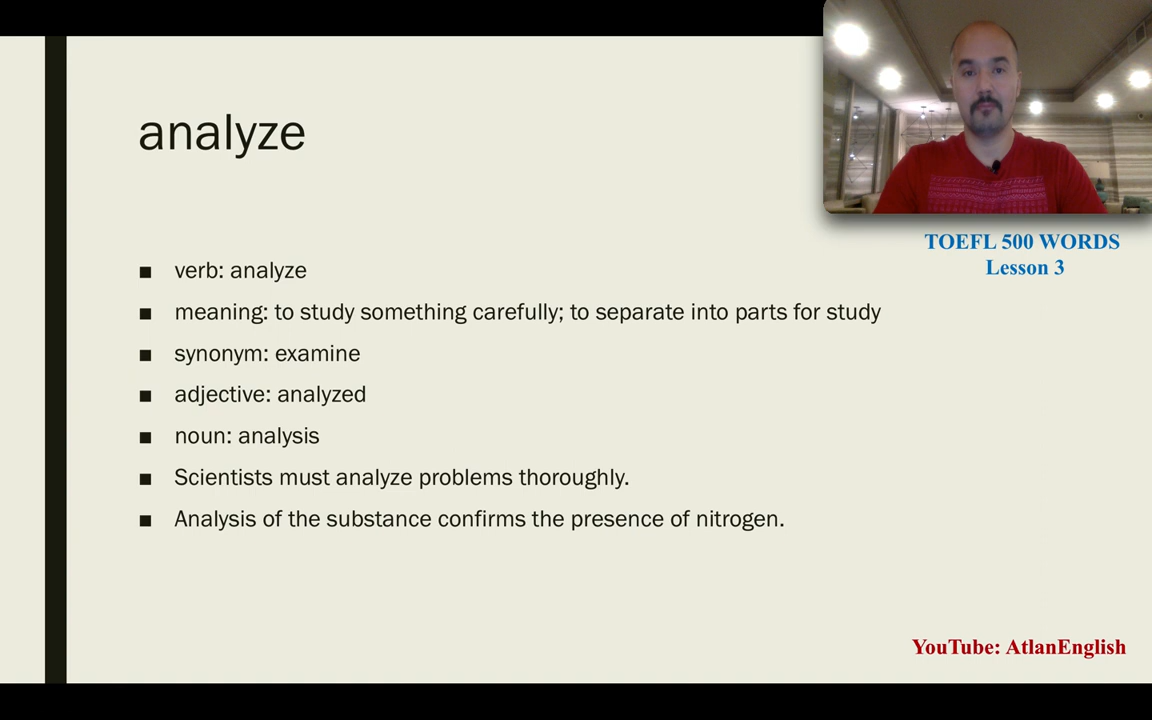 analyze
TOEFL 500 WORDS
Lesson 3
■ verb: analyze
■ meaning: to study something carefully; to separate into parts for study
■ synonym: examine
■ adjective: analyzed
■ noun: analysis
■ Scientists must analyze problems thoroughly.
■ Analysis of the substance confirms the presence of nitrogen.
YouTube: AtlanEnglish